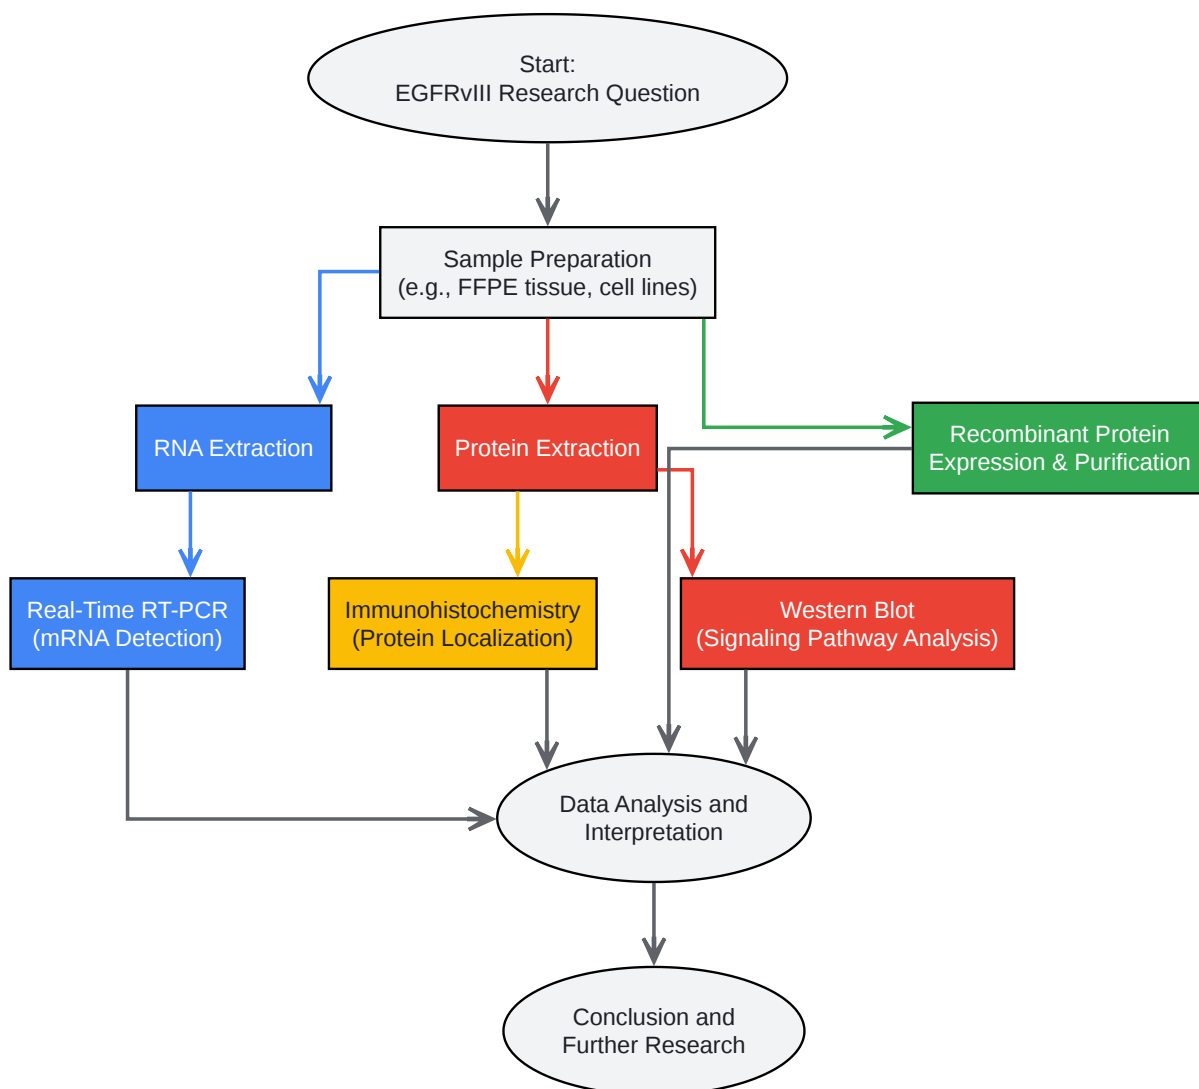 Start:
EGFRvIII Research Question
Sample Preparation
(e.g., FFPE tissue, cell lines)
RNA Extraction
Protein Extraction
Recombinant Protein
Expression & Purification
Real-Time RT-PCR
(mRNA Detection)
Immunohistochemistry
(Protein Localization)
Western Blot
(Signaling Pathway Analysis)
Data Analysis and
Interpretation
Conclusion and
Further Research